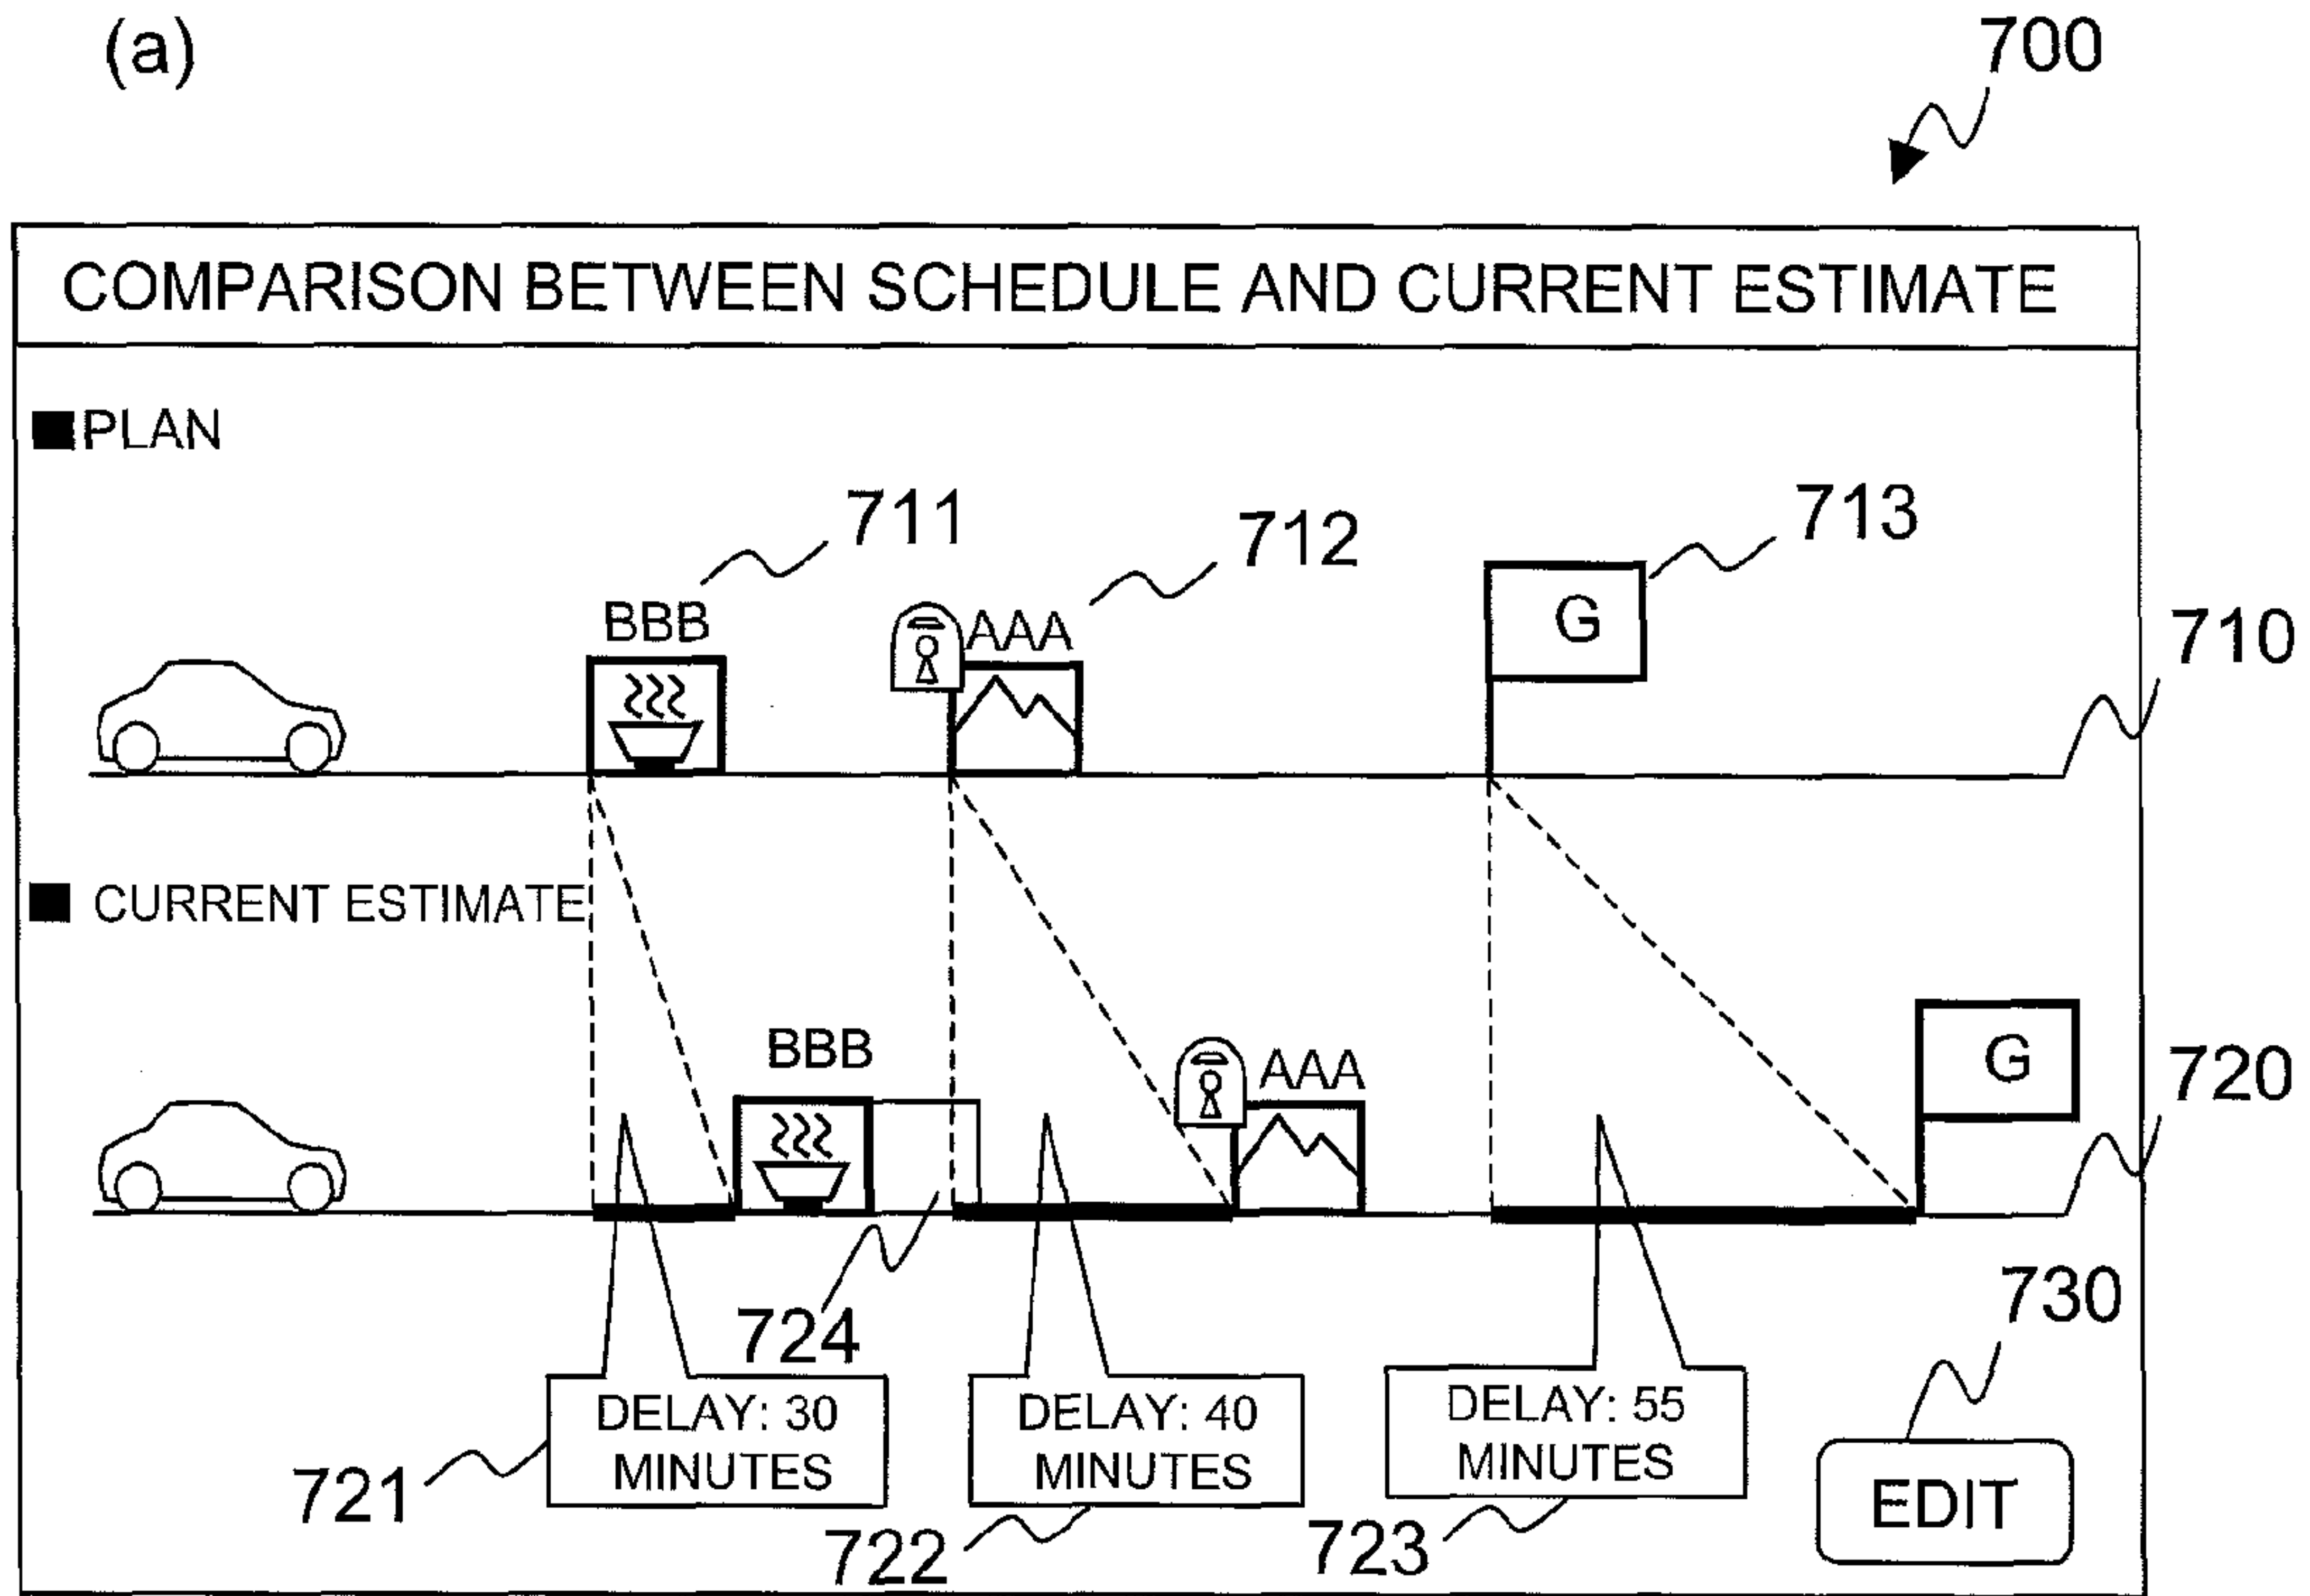 (a)
700
COMPARISON BETWEEN SCHEDULE AND CURRENT ESTIMATE
PLAN
711
712
713
BBB
AAA
G
710
CURRENT ESTIMATE
BBB
AAA
G
720
724
730
DELAY: 30
MINUTES
DELAY: 40
MINUTES
DELAY: 55
MINUTES
721
722
723
EDIT